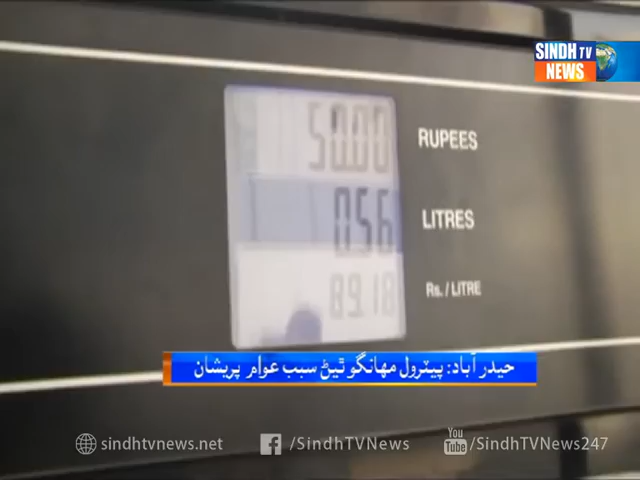 SINDH TV
NEWS
50.00 RUPEES
0.56 LITRES
89.18 Rs. / LITRE
حيدرآباد: پيٽرول مهانگو ٿيڻ سبب عوام پريشان
sindhtvnews.net /SindhTVNews You Tube /SindhTVNews247